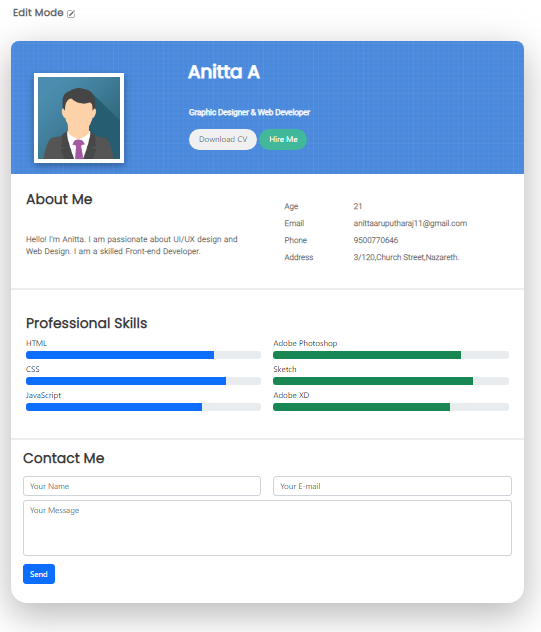 Edit Mode
Anitta A
Graphic Designer & Web Developer
Download CV
Hire Me
About Me
Hello! I'm Anitta. I am passionate about UI/UX design and
Web Design. I am a skilled Front-end Developer.
Age 21
Email anittaaruputharaj11@gmail.com
Phone 9500770646
Address 3/120,Church Street,Nazareth.
Professional Skills
HTML
Adobe Photoshop
CSS
Sketch
JavaScript
Adobe XD
Contact Me
Your Name
Your E-mail
Your Message
Send